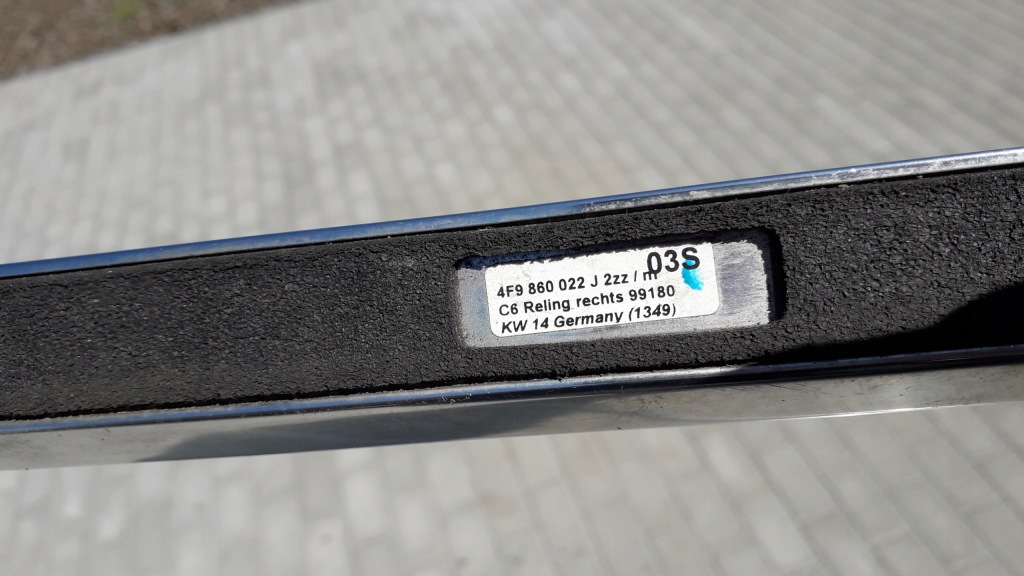 03S
4F9 860 022 J 2zz / m
C6 Reling rechts 99180
KW 14 Germany (1349)